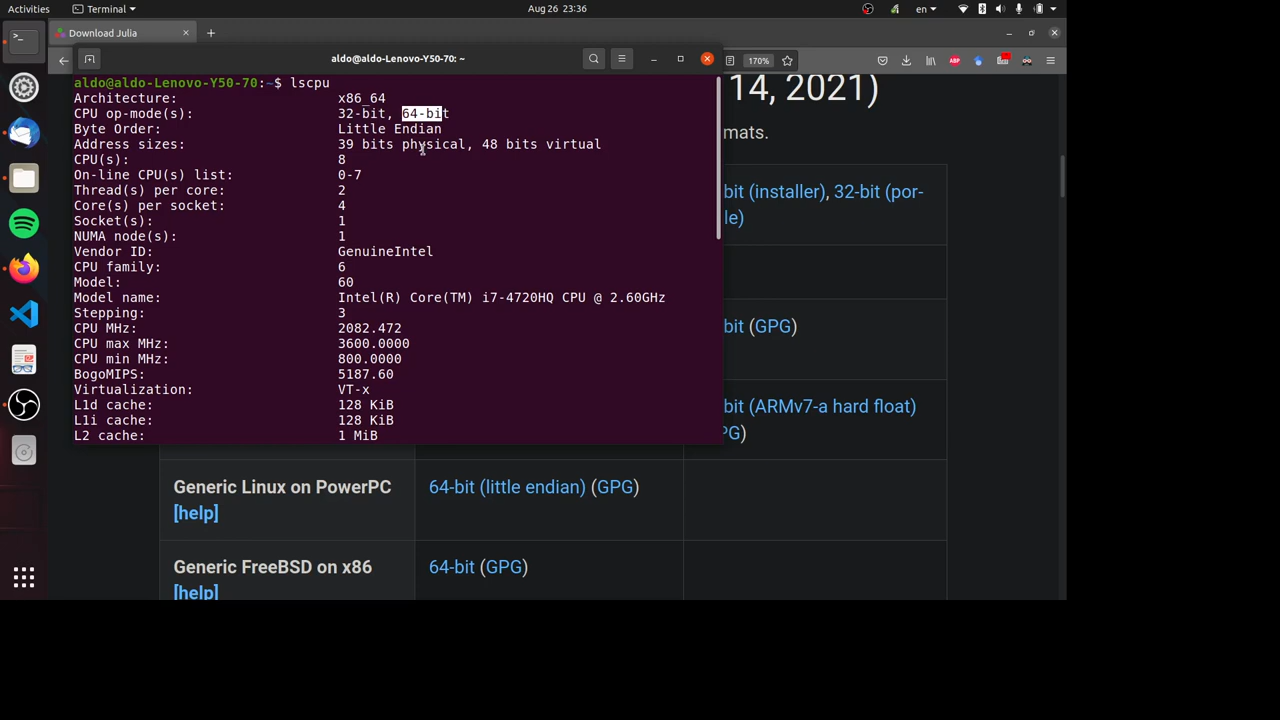 Activities
Terminal
Aug 26 23:36
en
Download Julia
aldo@aldo-Lenovo-Y50-70: ~
170%
aldo@aldo-Lenovo-Y50-70:~$ lscpu
Architecture: x86_64
CPU op-mode(s): 32-bit, 64-bit
Byte Order: Little Endian
Address sizes: 39 bits physical, 48 bits virtual
CPU(s): 8
On-line CPU(s) list: 0-7
Thread(s) per core: 2
Core(s) per socket: 4
Socket(s): 1
NUMA node(s): 1
Vendor ID: GenuineIntel
CPU family: 6
Model: 60
Model name: Intel(R) Core(TM) i7-4720HQ CPU @ 2.60GHz
Stepping: 3
CPU MHz: 2082.472
CPU max MHz: 3600.0000
CPU min MHz: 800.0000
BogoMIPS: 5187.60
Virtualization: VT-x
L1d cache: 128 KiB
L1i cache: 128 KiB
L2 cache: 1 MiB
14, 2021)
mats.
bit (installer), 32-bit (por-
le)
bit (GPG)
bit (ARMv7-a hard float)
PG)
Generic Linux on PowerPC
[help]
64-bit (little endian) (GPG)
Generic FreeBSD on x86
[help]
64-bit (GPG)